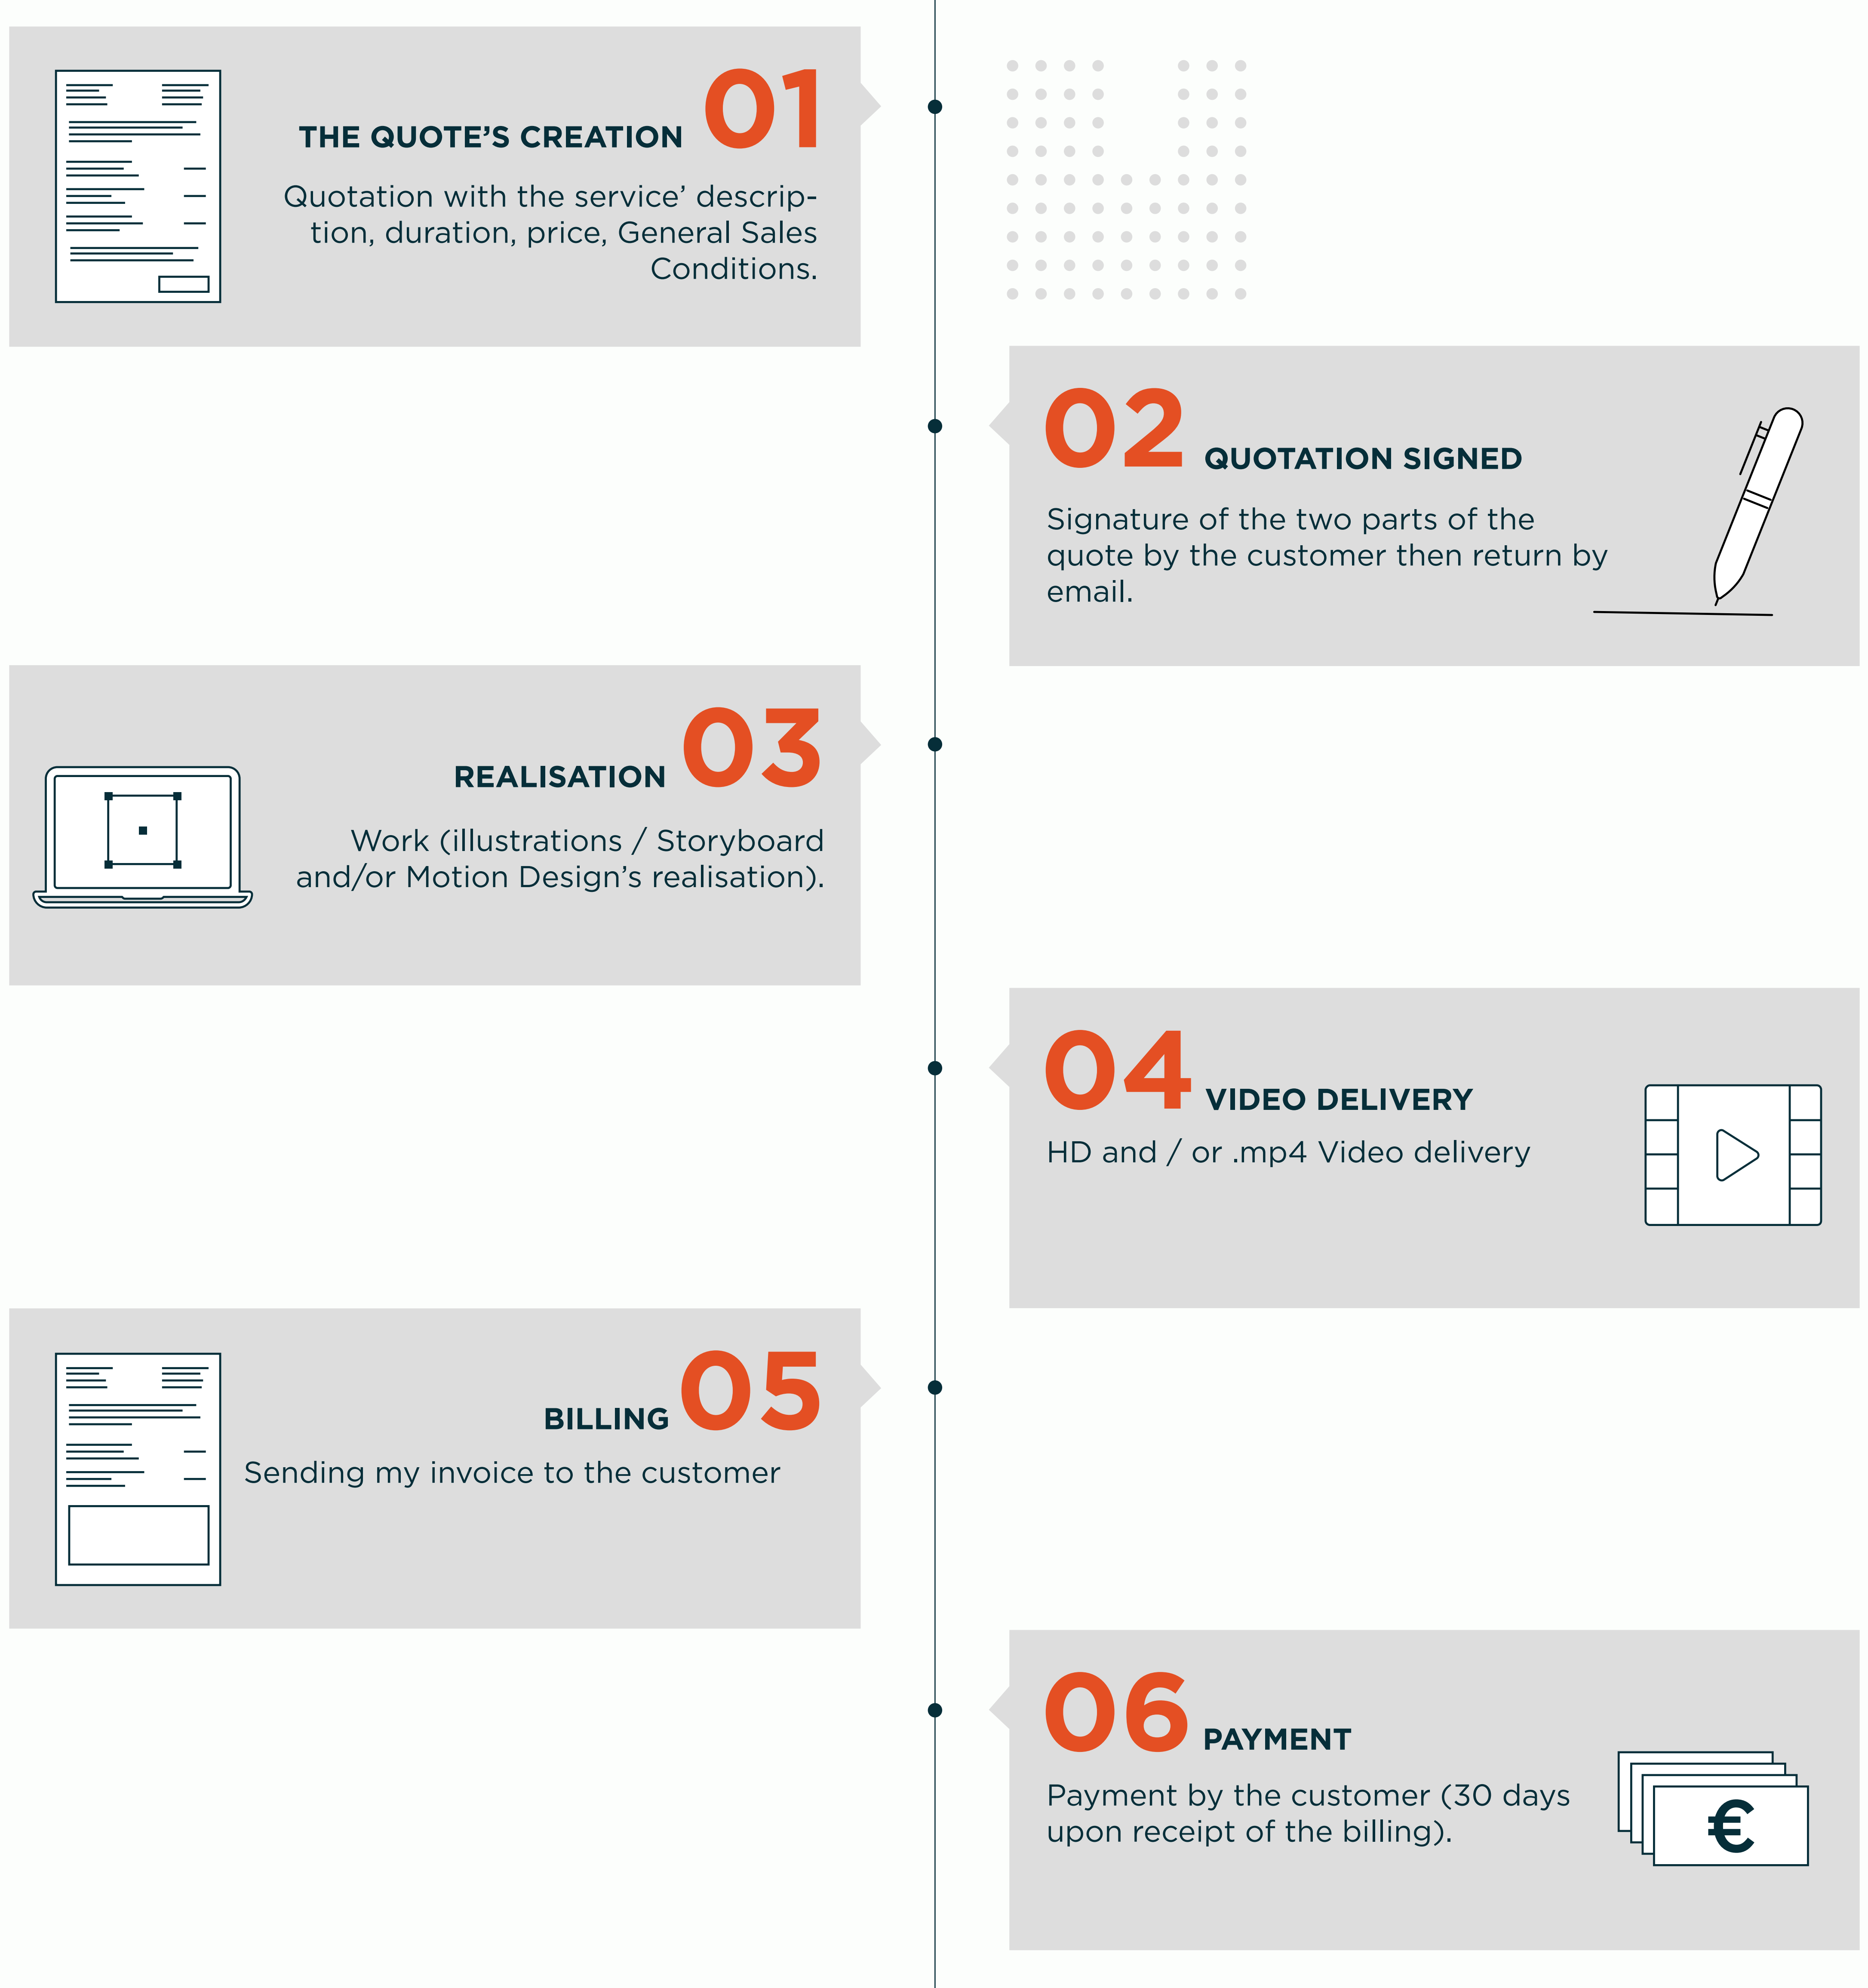 01
THE QUOTE’S CREATION
Quotation with the service’ descrip-
tion, duration, price, General Sales
Conditions.
02
QUOTATION SIGNED
Signature of the two parts of the
quote by the customer then return by
email.
03
REALISATION
Work (illustrations / Storyboard
and/or Motion Design’s realisation).
04
VIDEO DELIVERY
HD and / or .mp4 Video delivery
05
BILLING
Sending my invoice to the customer
06
PAYMENT
Payment by the customer (30 days
upon receipt of the billing).
€